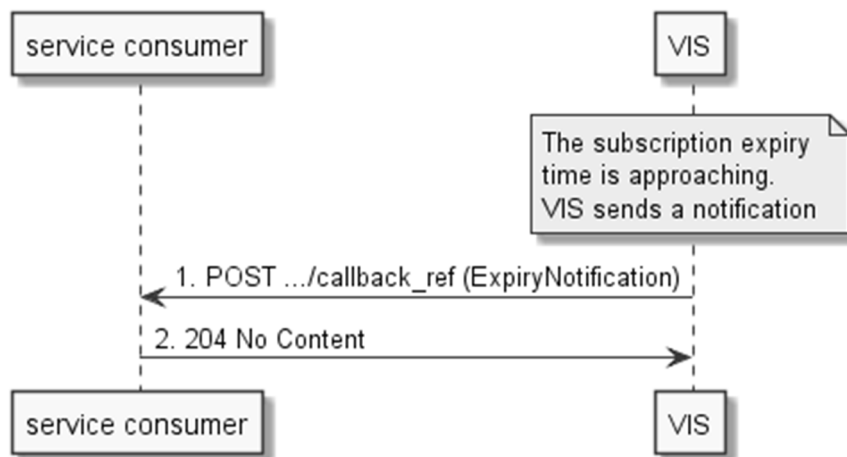 service consumer
VIS
The subscription expiry
time is approaching.
VIS sends a notification
1. POST .../callback_ref (ExpiryNotification)
2. 204 No Content
service consumer
VIS